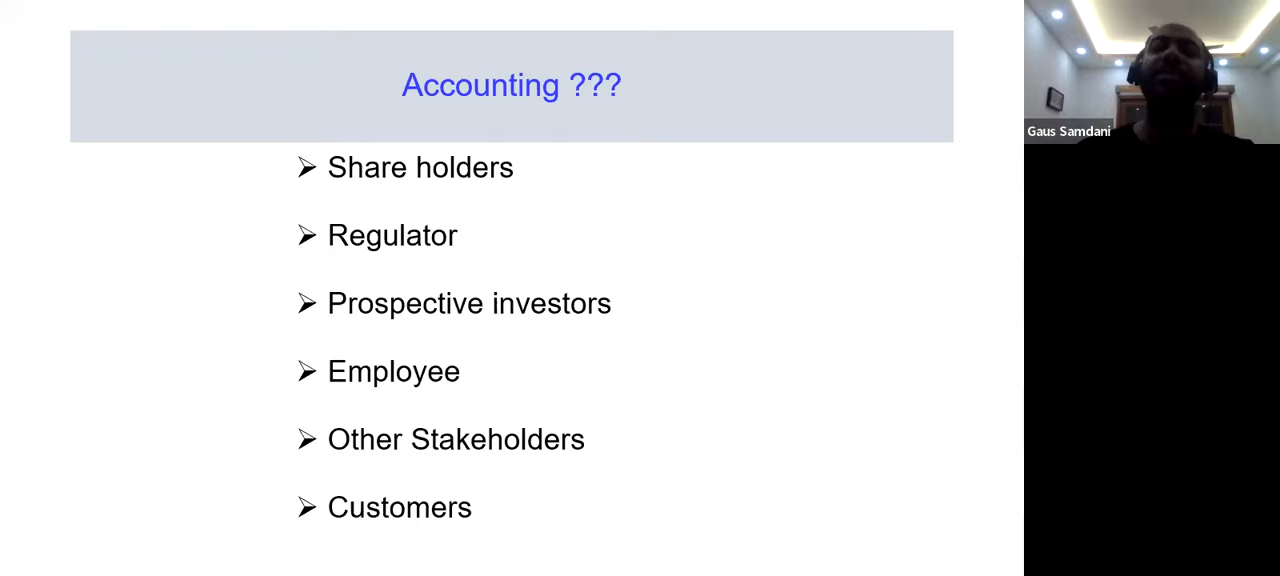 Accounting ???
➢ Share holders
➢ Regulator
➢ Prospective investors
➢ Employee
➢ Other Stakeholders
➢ Customers
Gaus Samdani